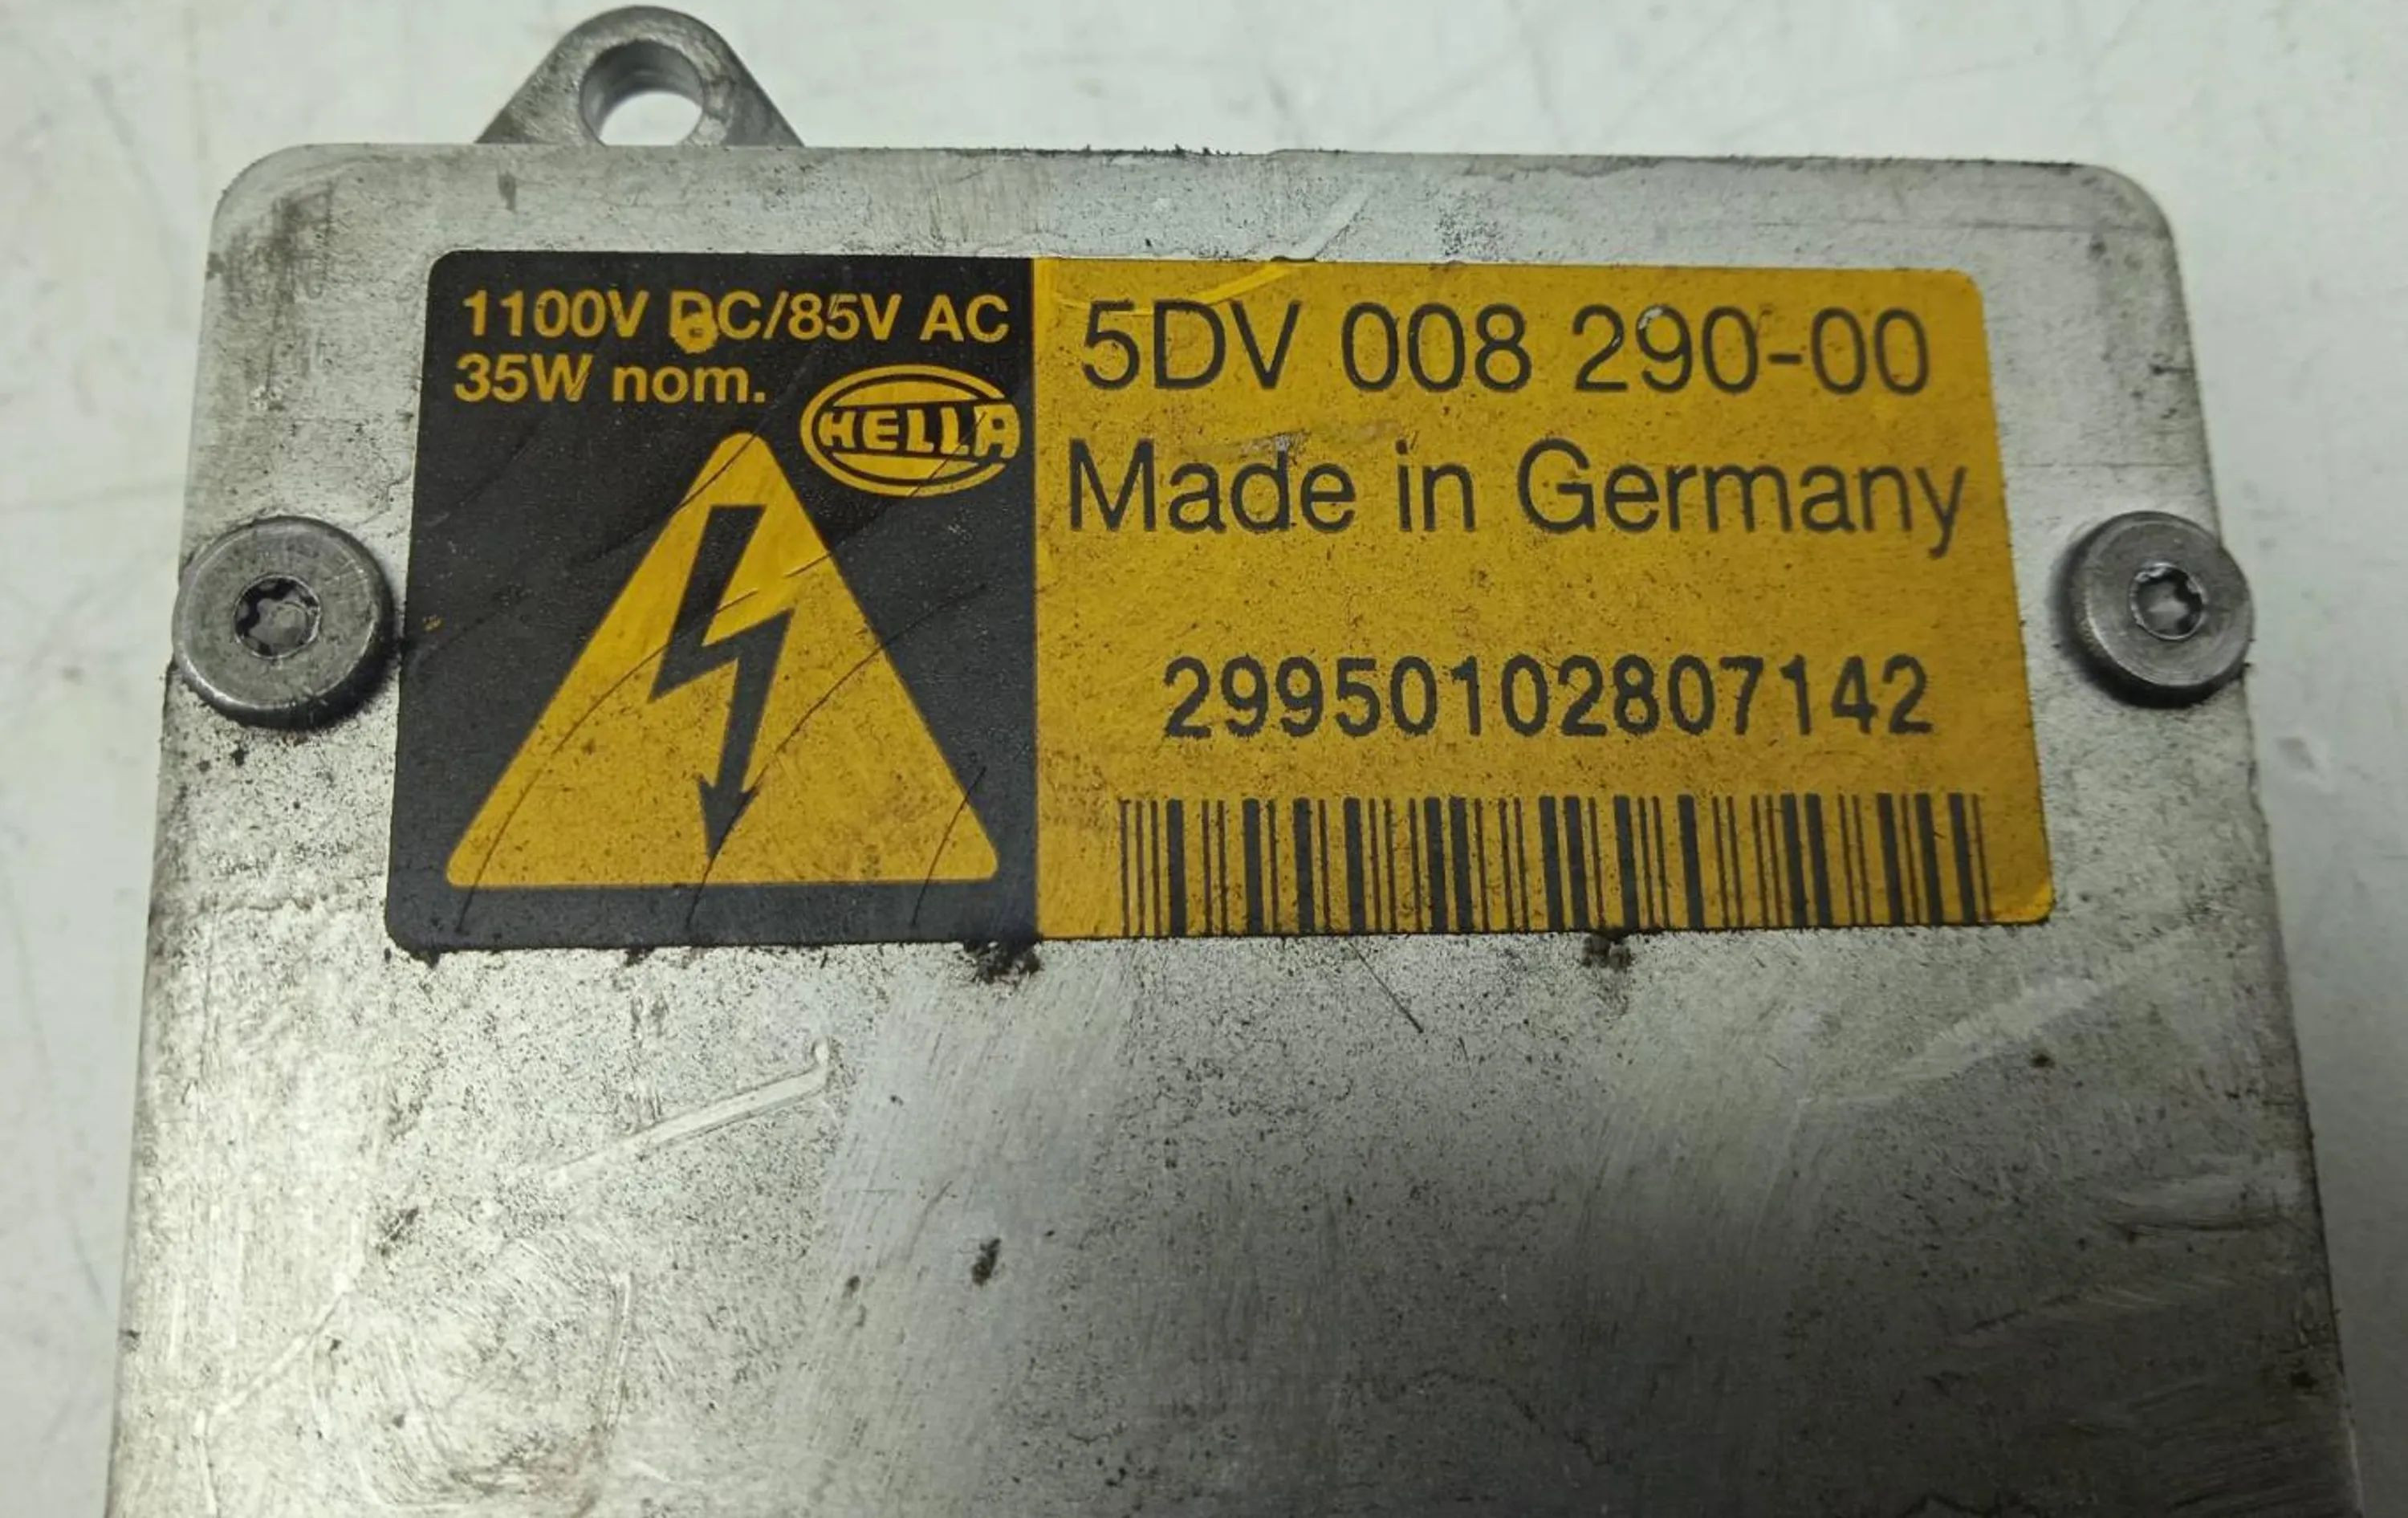 1100V DC/85V AC
35W nom.
HELLA
5DV 008 290-00
Made in Germany
29950102807142